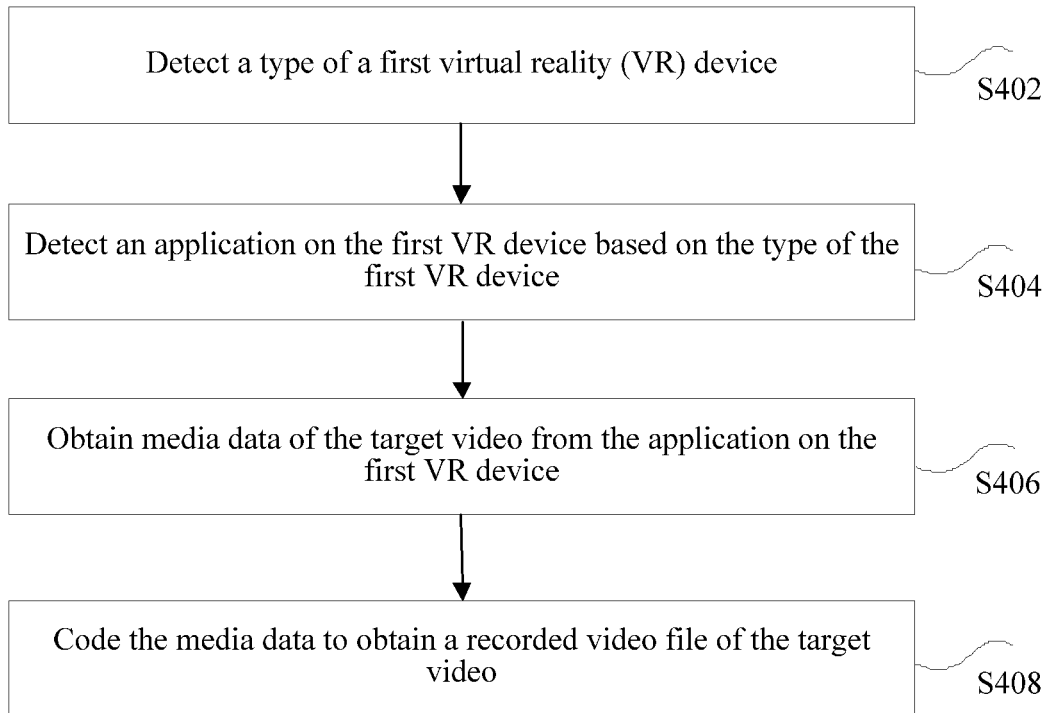 Detect a type of a first virtual reality (VR) device
S402
Detect an application on the first VR device based on the type of the
first VR device
S404
Obtain media data of the target video from the application on the
first VR device
S406
Code the media data to obtain a recorded video file of the target
video
S408